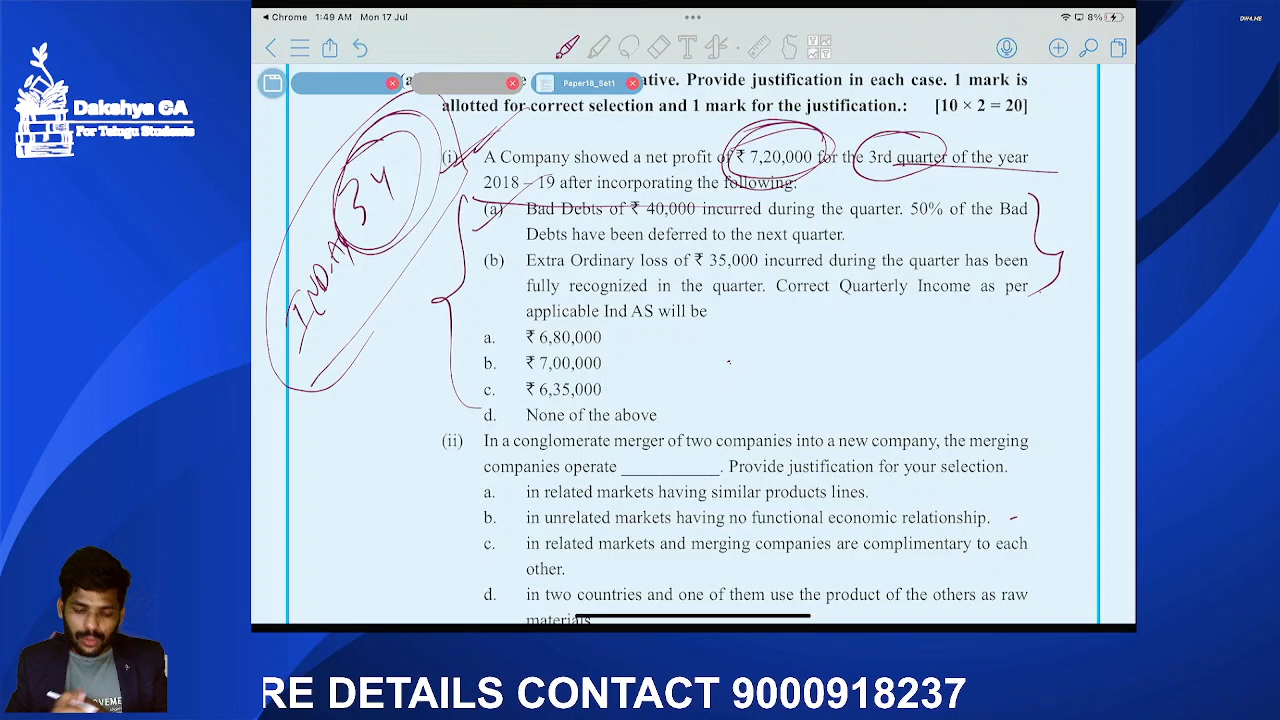 Chrome 1:49 AM Mon 17 Jul
8%
DW4.ME
Dakshya CA
For Telugu Students
Paper18_Set1
(a ative. Provide justification in each case. 1 mark is
allotted for correct selection and 1 mark for the justification.: [10 × 2 = 20]
(i) A Company showed a net profit of ₹ 7,20,000 for the 3rd quarter of the year
2018 – 19 after incorporating the following:
(a) Bad Debts of ₹ 40,000 incurred during the quarter. 50% of the Bad
Debts have been deferred to the next quarter.
(b) Extra Ordinary loss of ₹ 35,000 incurred during the quarter has been
fully recognized in the quarter. Correct Quarterly Income as per
applicable Ind AS will be
a. ₹ 6,80,000
b. ₹ 7,00,000
c. ₹ 6,35,000
d. None of the above
IND-AS 34
(ii) In a conglomerate merger of two companies into a new company, the merging
companies operate ___________. Provide justification for your selection.
a. in related markets having similar products lines.
b. in unrelated markets having no functional economic relationship.
c. in related markets and merging companies are complimentary to each
other.
d. in two countries and one of them use the product of the others as raw
materials
RE DETAILS CONTACT 9000918237